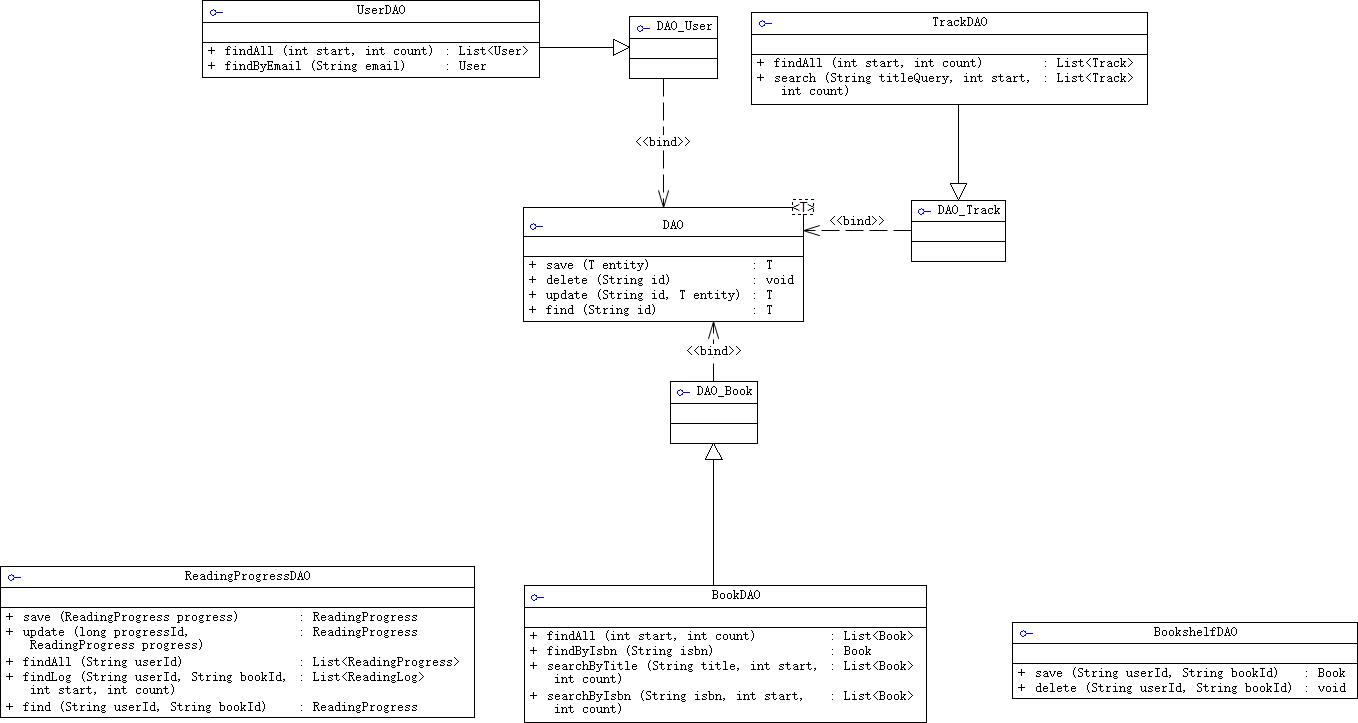 UserDAO
+ findAll (int start, int count) : List<User>
+ findByEmail (String email) : User
DAO_User
TrackDAO
+ findAll (int start, int count) : List<Track>
+ search (String titleQuery, int start, : List<Track>
int count)
<<bind>>
<T>
DAO
+ save (T entity) : T
+ delete (String id) : void
+ update (String id, T entity) : T
+ find (String id) : T
<<bind>>
DAO_Track
<<bind>>
DAO_Book
ReadingProgressDAO
+ save (ReadingProgress progress) : ReadingProgress
+ update (long progressId, : ReadingProgress
ReadingProgress progress)
+ findAll (String userId) : List<ReadingProgress>
+ findLog (String userId, String bookId, : List<ReadingLog>
int start, int count)
+ find (String userId, String bookId) : ReadingProgress
BookDAO
+ findAll (int start, int count) : List<Book>
+ findByIsbn (String isbn) : Book
+ searchByTitle (String title, int start, : List<Book>
int count)
+ searchByIsbn (String isbn, int start, : List<Book>
int count)
BookshelfDAO
+ save (String userId, String bookId) : Book
+ delete (String userId, String bookId) : void